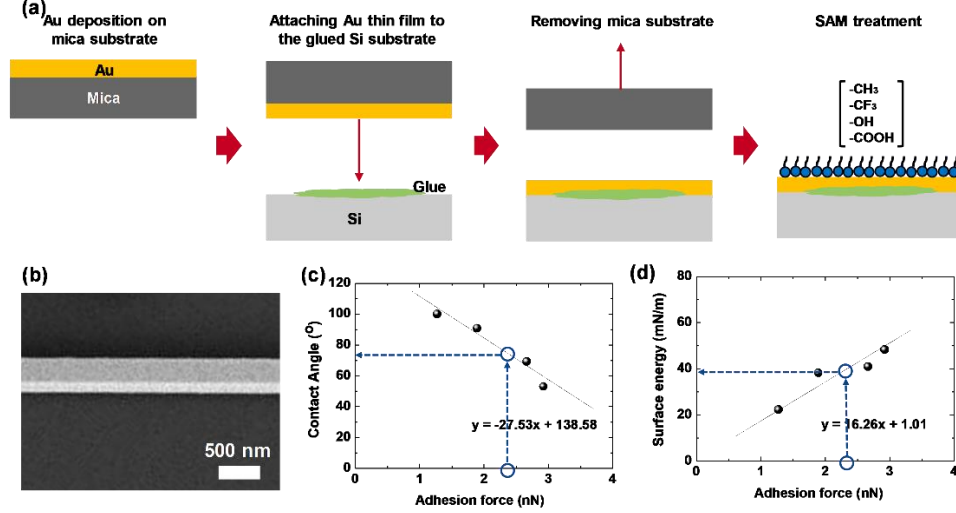 (a)
Au deposition on
mica substrate
Attaching Au thin film to
the glued Si substrate
Removing mica substrate
SAM treatment
Au
Mica
Glue
Si
-CH₃
-CF₃
-OH
-COOH
(b)
500 nm
(c)
Contact Angle (°)
120
100
80
60
40
20
0
y = -27.53x + 138.58
0 1 2 3 4
Adhesion force (nN)
(d)
Surface energy (mN/m)
80
60
40
20
0
y = 16.26x + 1.01
0 1 2 3 4
Adhesion force (nN)